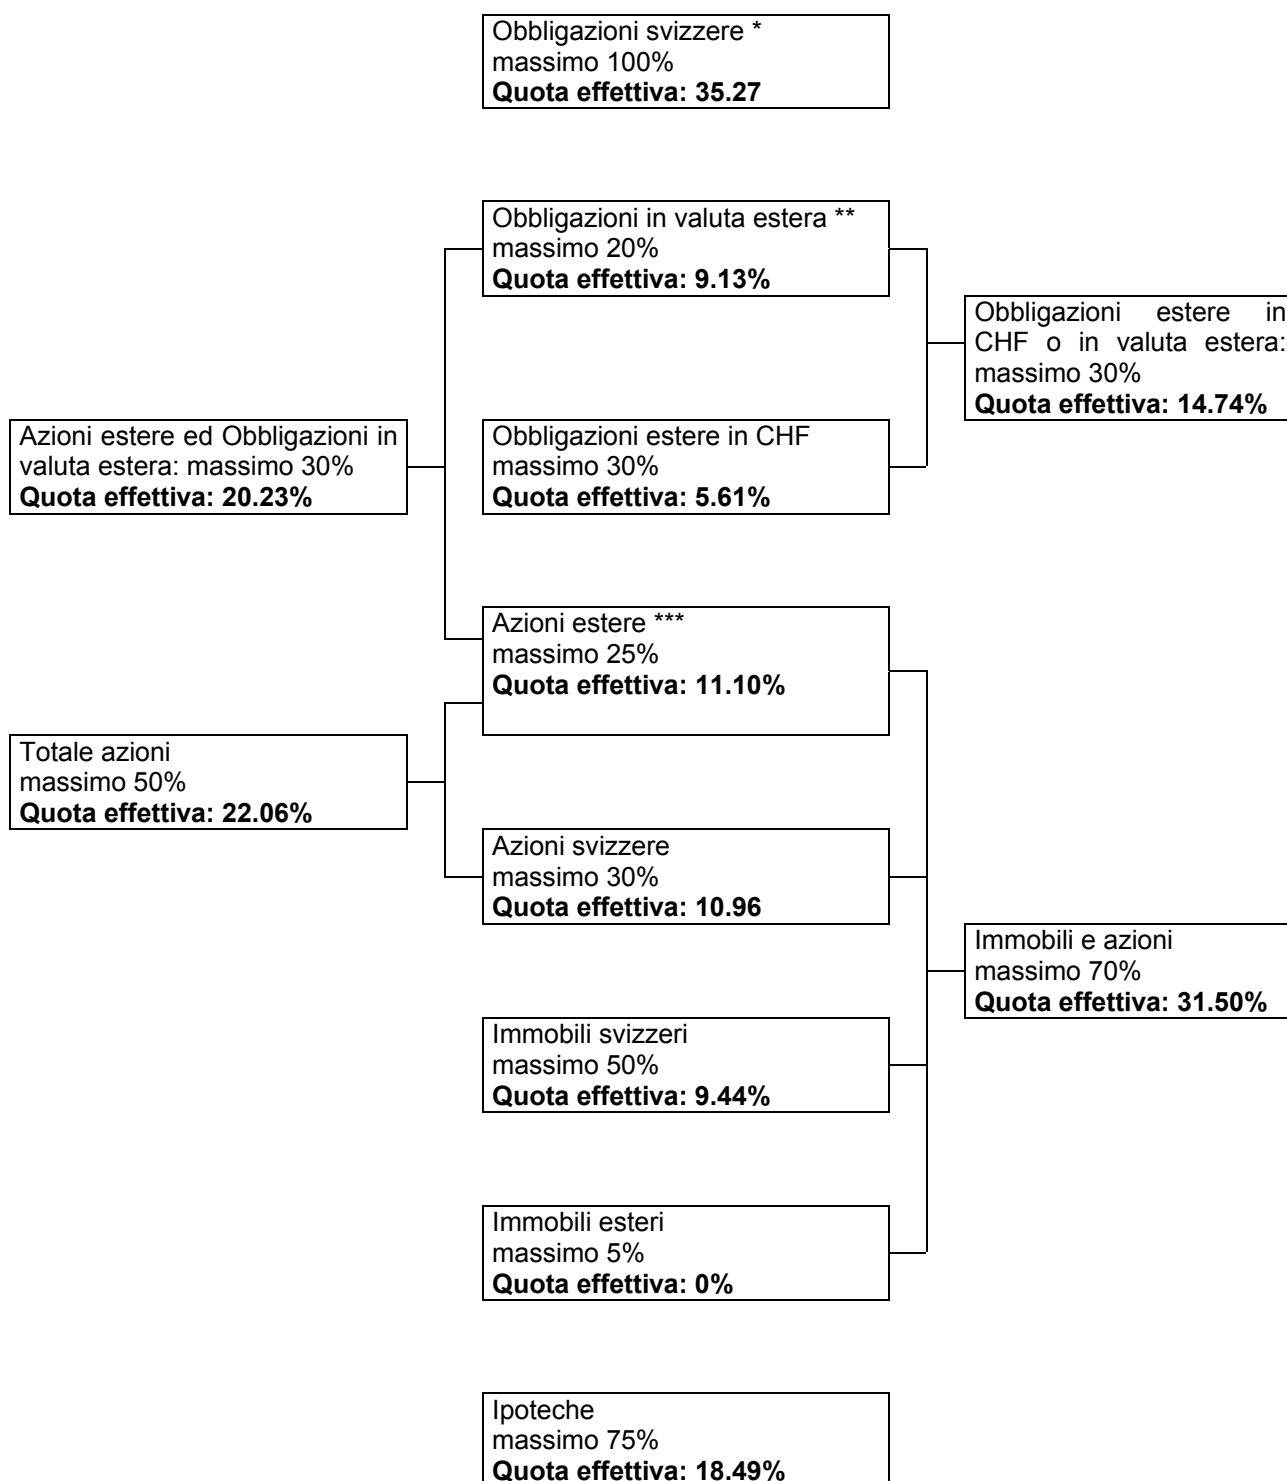 Obbligazioni svizzere *
massimo 100%
Quota effettiva: 35.27
Obbligazioni in valuta estera **
massimo 20%
Quota effettiva: 9.13%
Obbligazioni estere in
CHF o in valuta estera:
massimo 30%
Quota effettiva: 14.74%
Azioni estere ed Obbligazioni in
valuta estera: massimo 30%
Quota effettiva: 20.23%
Obbligazioni estere in CHF
massimo 30%
Quota effettiva: 5.61%
Azioni estere ***
massimo 25%
Quota effettiva: 11.10%
Totale azioni
massimo 50%
Quota effettiva: 22.06%
Azioni svizzere
massimo 30%
Quota effettiva: 10.96
Immobili e azioni
massimo 70%
Quota effettiva: 31.50%
Immobili svizzeri
massimo 50%
Quota effettiva: 9.44%
Immobili esteri
massimo 5%
Quota effettiva: 0%
Ipoteche
massimo 75%
Quota effettiva: 18.49%